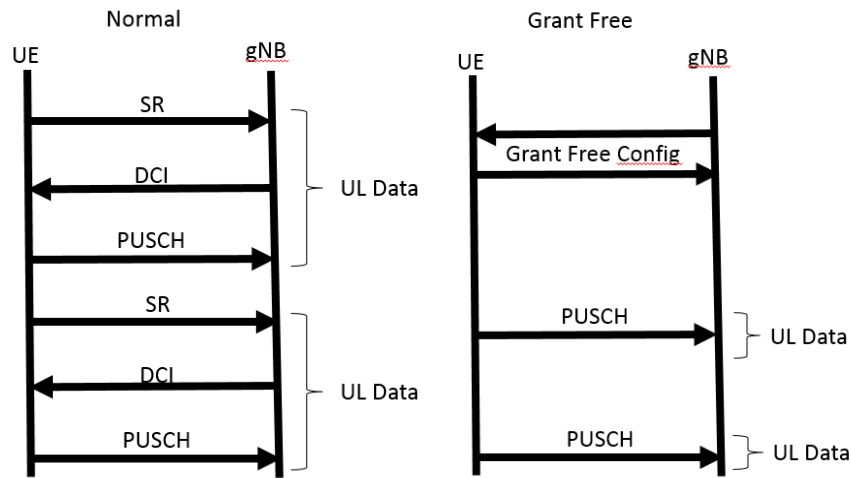 Normal
UE
gNB
SR
DCI
PUSCH
UL Data
SR
DCI
PUSCH
UL Data
Grant Free
UE
gNB
Grant Free Config
PUSCH
UL Data
PUSCH
UL Data